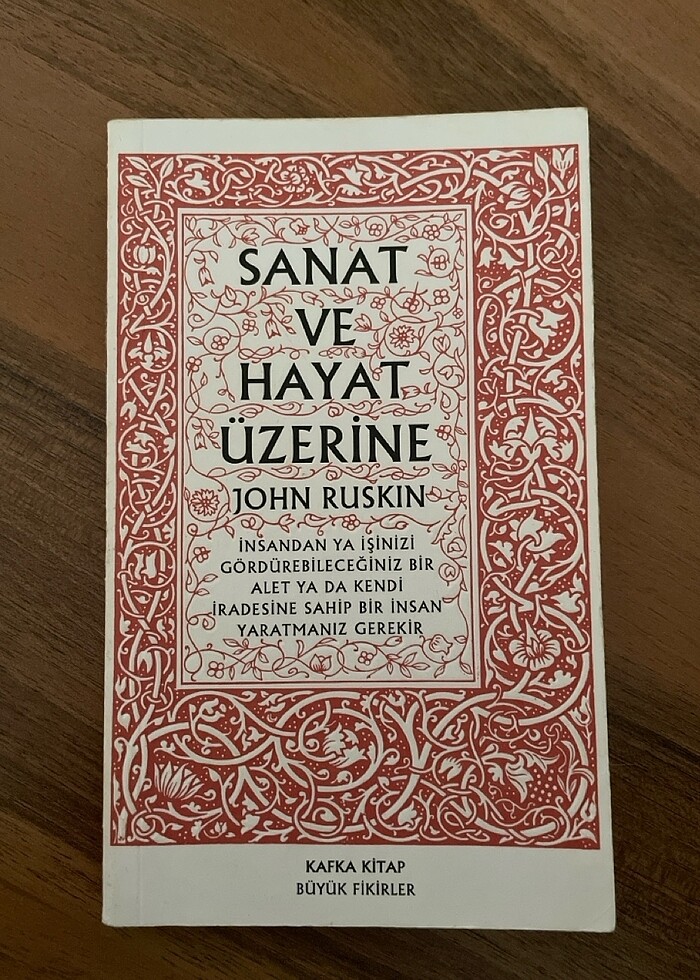 SANAT
VE
HAYAT
ÜZERİNE
JOHN RUSKIN
İNSANDAN YA İŞİNİZİ
GÖRDÜREBİLECEĞİNİZ BİR
ALET YA DA KENDİ
İRADESİNE SAHİP BİR İNSAN
YARATMANIZ GEREKİR
KAFKA KİTAP
BÜYÜK FİKİRLER